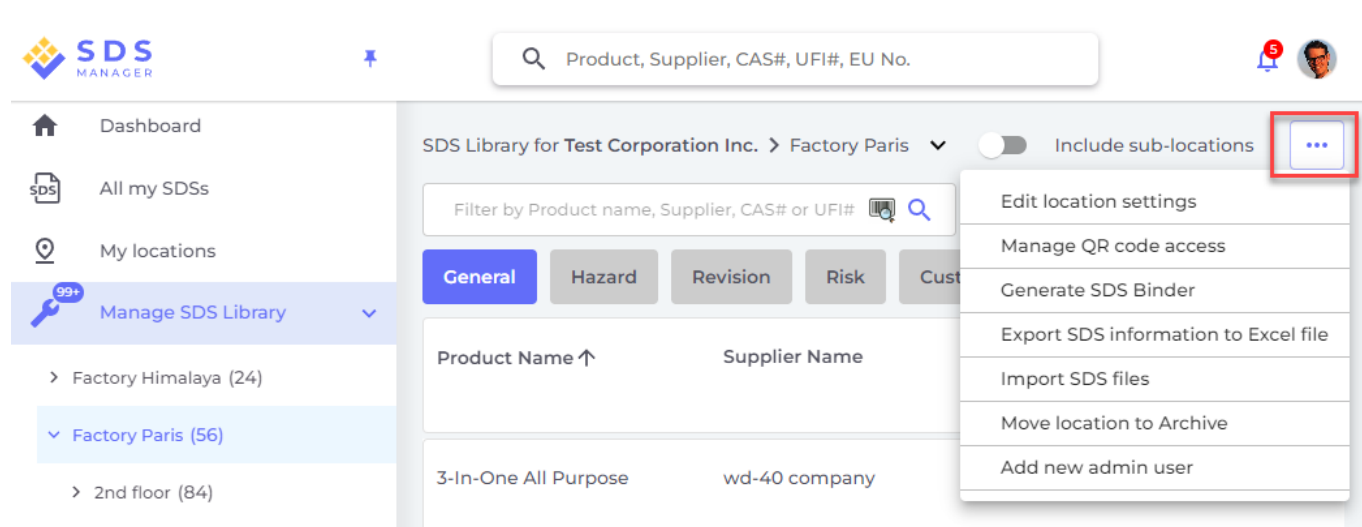 SDS
MANAGER
Product, Supplier, CAS#, UFI#, EU No.
5
Dashboard
SDS Library for Test Corporation Inc. > Factory Paris
Include sub-locations
...
SDS
All my SDSs
Filter by Product name, Supplier, CAS# or UFI#
Edit location settings
My locations
Manage QR code access
General
Hazard
Revision
Risk
Cust
Generate SDS Binder
99+
Manage SDS Library
Export SDS information to Excel file
Product Name
Supplier Name
Import SDS files
> Factory Himalaya (24)
Move location to Archive
Factory Paris (56)
3-In-One All Purpose
wd-40 company
Add new admin user
> 2nd floor (84)